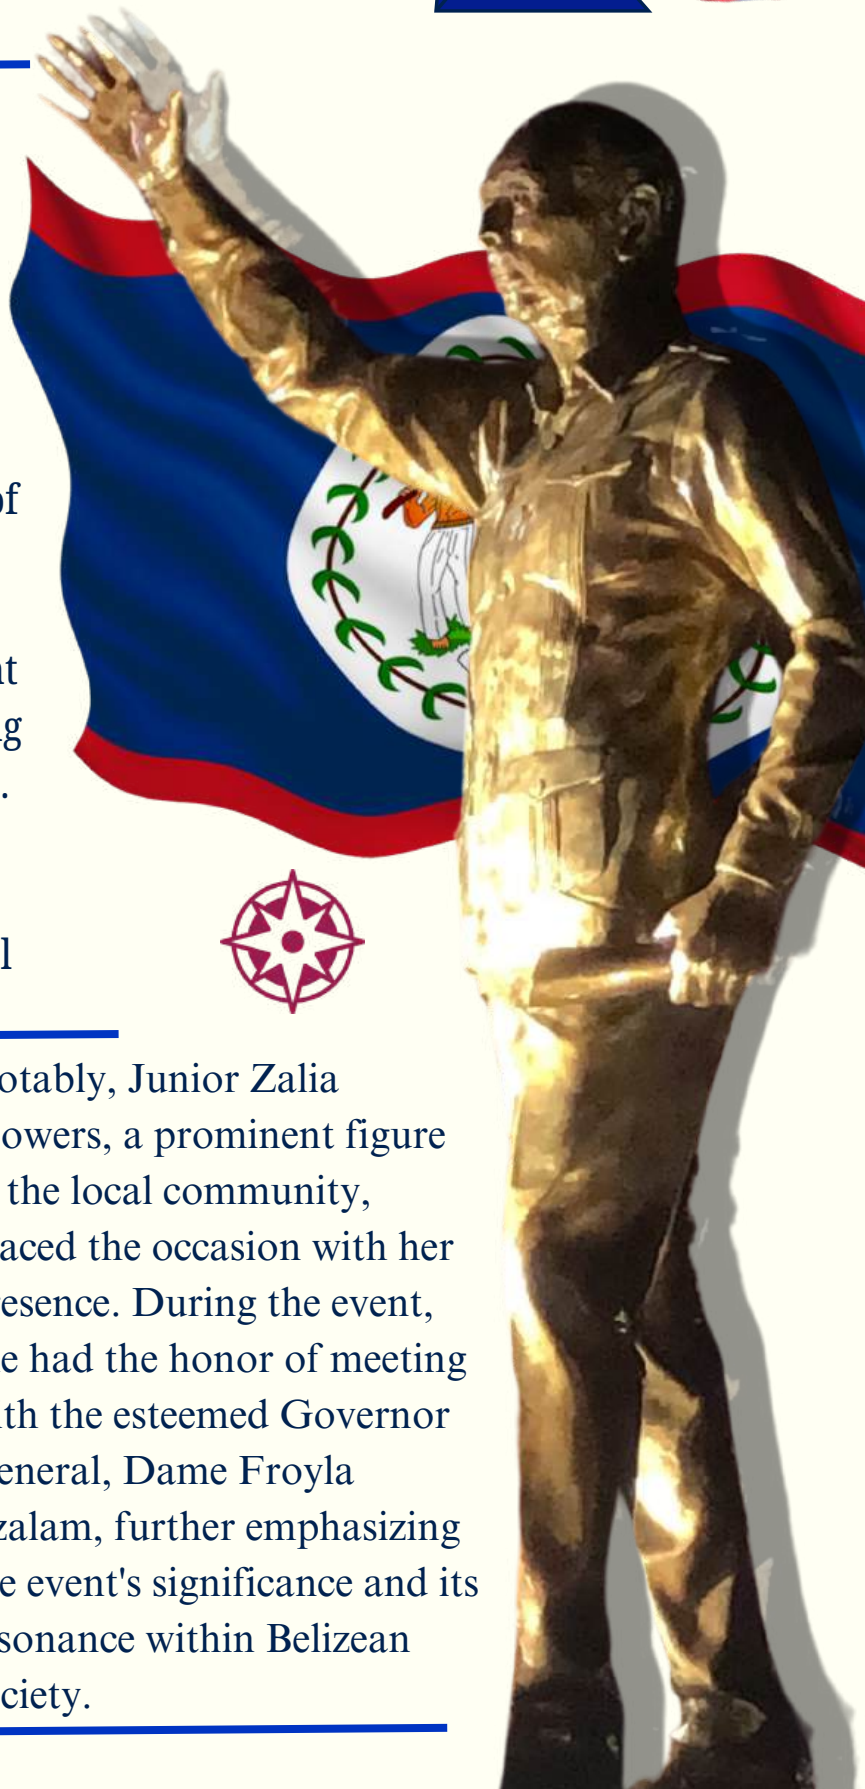 of
g
.
l
otably, Junior Zalia
owers, a prominent figure
the local community,
aced the occasion with her
esence. During the event,
e had the honor of meeting
th the esteemed Governor
eneral, Dame Froyla
zalam, further emphasizing
e event's significance and its
sonance within Belizean
ciety.